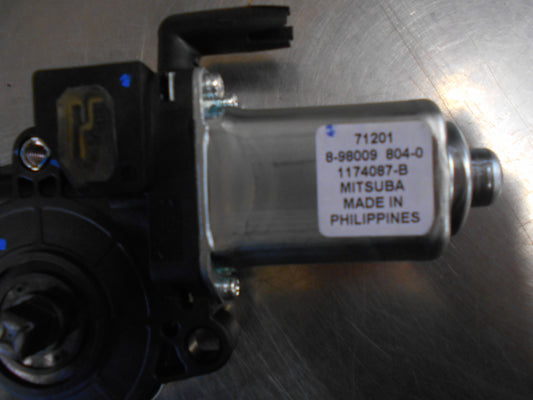 71201
8-98009 804-0
1174087-B
MITSUBA
MADE IN
PHILIPPINES